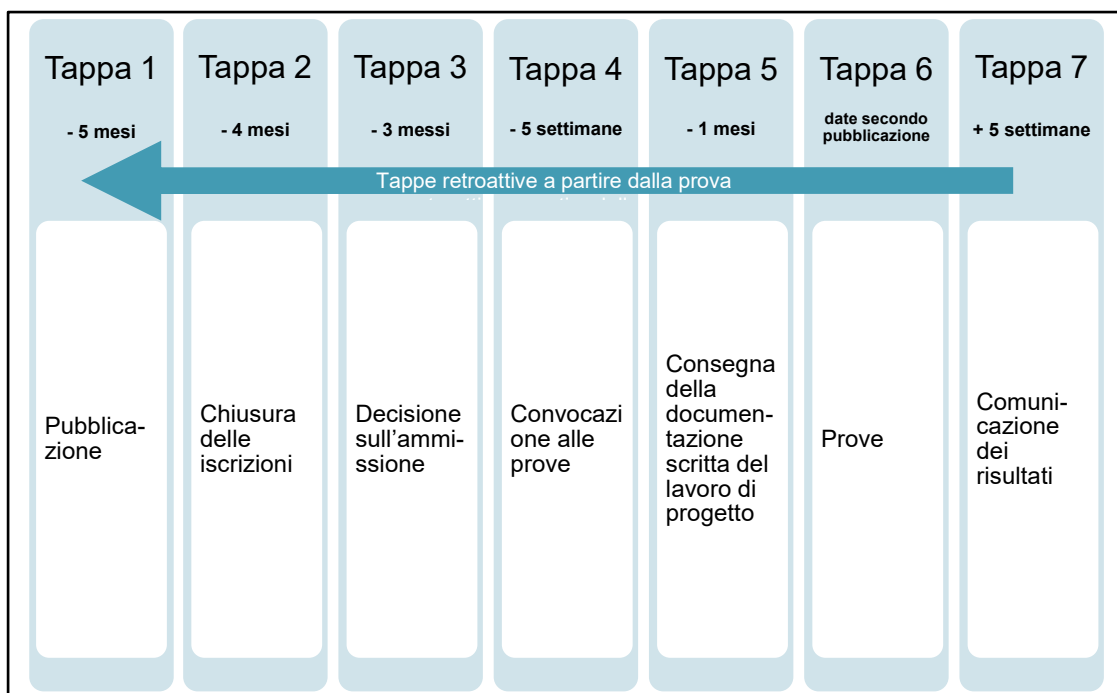 Tappa 1
- 5 mesi
Tappa 2
- 4 mesi
Tappa 3
- 3 messi
Tappa 4
- 5 settimane
Tappa 5
- 1 mesi
Tappa 6
date secondo
pubblicazione
Tappa 7
+ 5 settimane
Tappe retroattive a partire dalla prova
Pubblica-
zione
Chiusura
delle
iscrizioni
Decisione
sull’ammi-
ssione
Convocazi
one alle
prove
Consegna
della
documen-
tazione
scritta del
lavoro di
progetto
Prove
Comuni-
cazione
dei
risultati